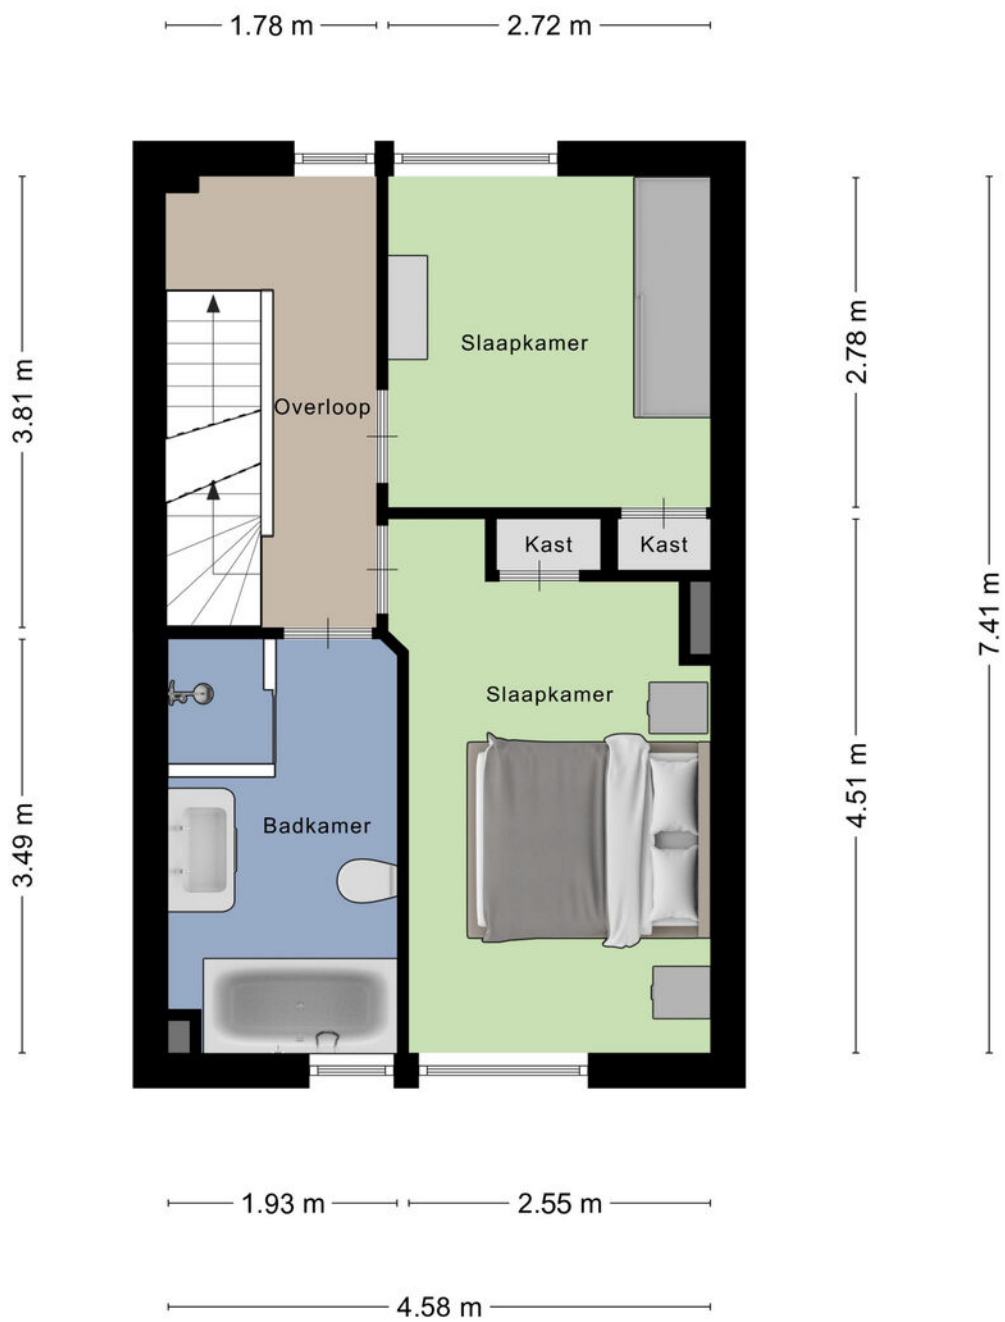 1.78 m
2.72 m
3.81 m
2.78 m
Slaapkamer
Overloop
Kast
Kast
7.41 m
Slaapkamer
4.51 m
3.49 m
Badkamer
1.93 m
2.55 m
4.58 m